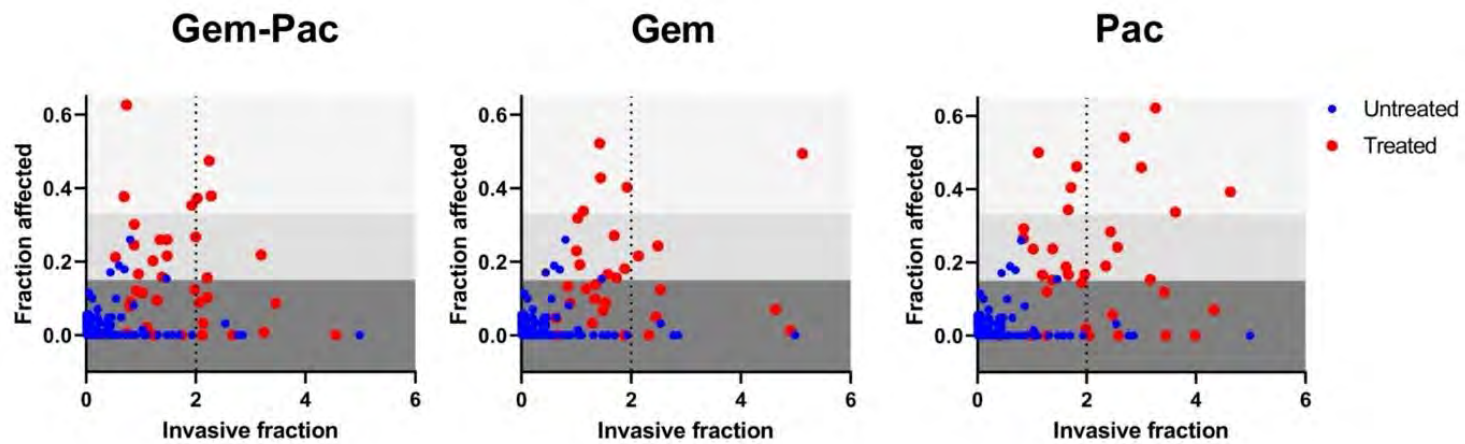 Gem-Pac
Gem
Pac
0.6
0.4
0.2
0.0
Fraction affected
0
2
4
6
Invasive fraction
0.6
0.4
0.2
0.0
Fraction affected
0
2
4
6
Invasive fraction
0.6
0.4
0.2
0.0
Fraction affected
0
2
4
6
Invasive fraction
Untreated
Treated